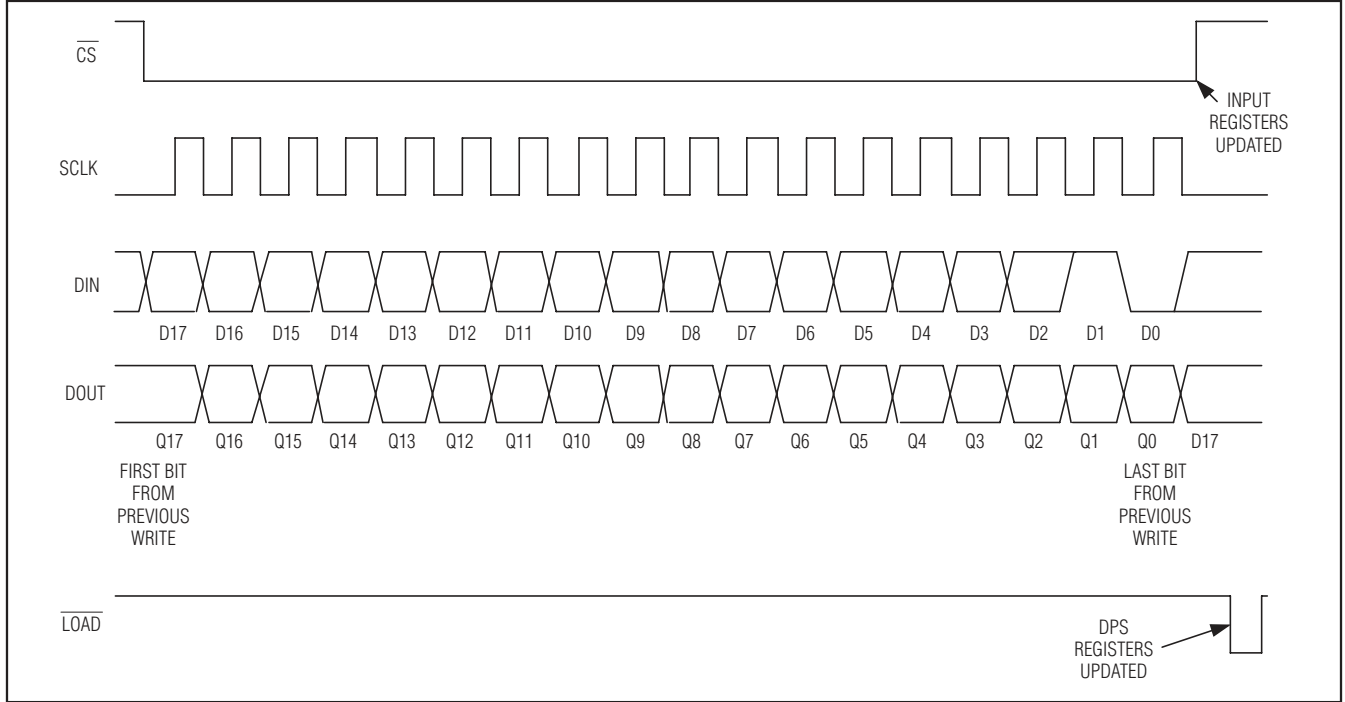 CS
INPUT
REGISTERS
UPDATED
SCLK
DIN
D17 D16 D15 D14 D13 D12 D11 D10 D9 D8 D7 D6 D5 D4 D3 D2 D1 D0
DOUT
Q17 Q16 Q15 Q14 Q13 Q12 Q11 Q10 Q9 Q8 Q7 Q6 Q5 Q4 Q3 Q2 Q1 Q0 D17
FIRST BIT
FROM
PREVIOUS
WRITE
LAST BIT
FROM
PREVIOUS
WRITE
LOAD
DPS
REGISTERS
UPDATED